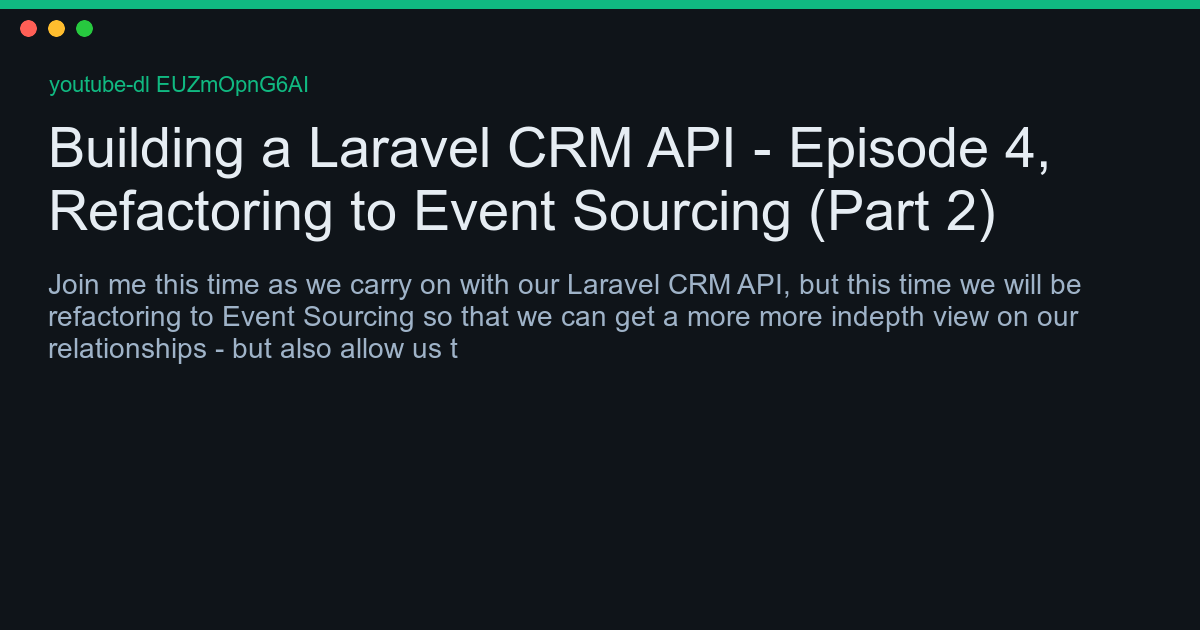 youtube-dl EUZmOpnG6AI
Building a Laravel CRM API - Episode 4,
Refactoring to Event Sourcing (Part 2)
Join me this time as we carry on with our Laravel CRM API, but this time we will be
refactoring to Event Sourcing so that we can get a more more indepth view on our
relationships - but also allow us t